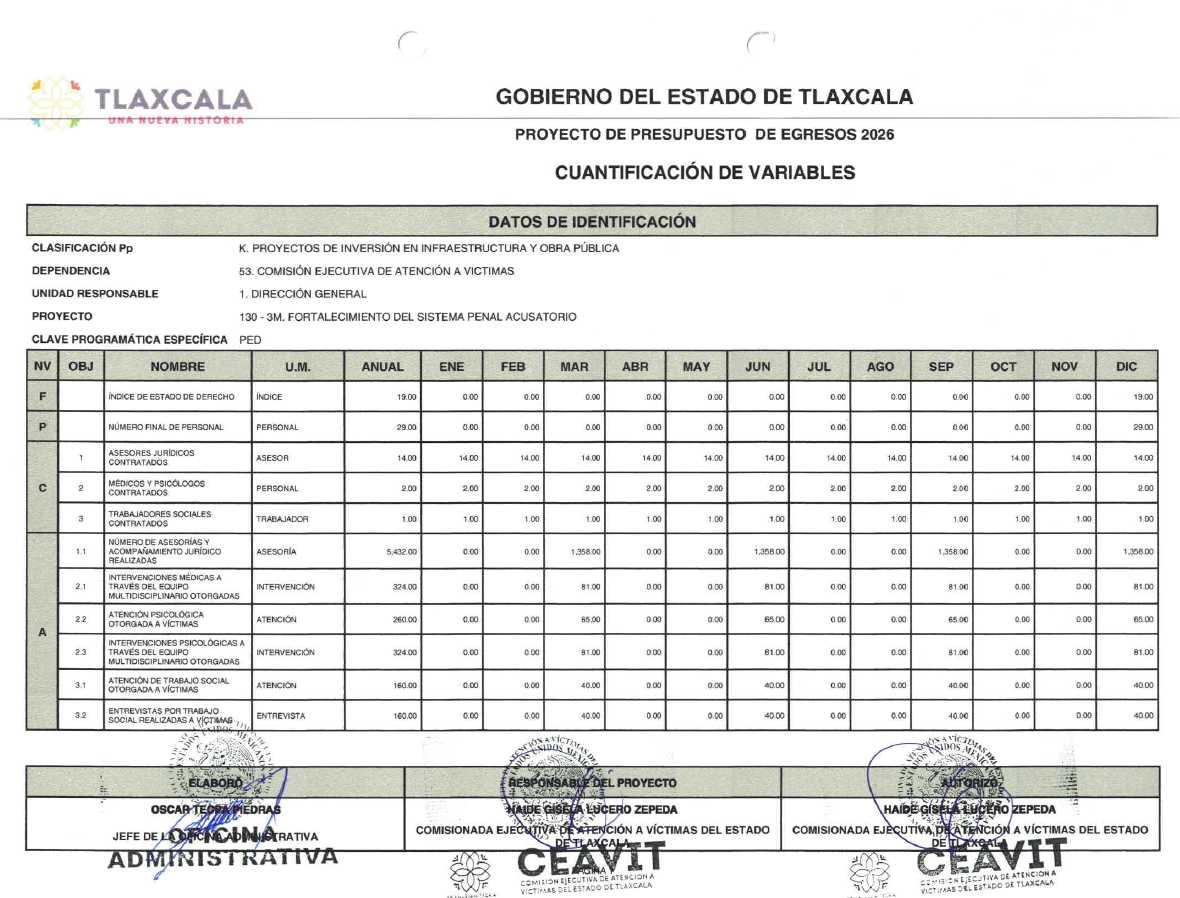 TLAXCALA
UNA NUEVA HISTORIA
GOBIERNO DEL ESTADO DE TLAXCALA
PROYECTO DE PRESUPUESTO DE EGRESOS 2026
CUANTIFICACIÓN DE VARIABLES
DATOS DE IDENTIFICACIÓN
CLASIFICACIÓN Pp K. PROYECTOS DE INVERSIÓN EN INFRAESTRUCTURA Y OBRA PÚBLICA
DEPENDENCIA 53. COMISIÓN EJECUTIVA DE ATENCIÓN A VICTIMAS
UNIDAD RESPONSABLE 1. DIRECCIÓN GENERAL
PROYECTO 130 - 3M. FORTALECIMIENTO DEL SISTEMA PENAL ACUSATORIO
CLAVE PROGRAMÁTICA ESPECÍFICA PED
NV OBJ NOMBRE U.M. ANUAL ENE FEB MAR ABR MAY JUN JUL AGO SEP OCT NOV DIC
F ÍNDICE DE ESTADO DE DERECHO ÍNDICE 19.00 0.00 0.00 0.00 0.00 0.00 0.00 0.00 0.00 0.00 0.00 0.00 19.00
P NÚMERO FINAL DE PERSONAL PERSONAL 29.00 0.00 0.00 0.00 0.00 0.00 0.00 0.00 0.00 0.00 0.00 0.00 29.00
C
1 ASESORES JURÍDICOS
CONTRATADOS ASESOR 14.00 14.00 14.00 14.00 14.00 14.00 14.00 14.00 14.00 14.00 14.00 14.00 14.00
2 MÉDICOS Y PSICÓLOGOS
CONTRATADOS PERSONAL 2.00 2.00 2.00 2.00 2.00 2.00 2.00 2.00 2.00 2.00 2.00 2.00 2.00
3 TRABAJADORES SOCIALES
CONTRATADOS TRABAJADOR 1.00 1.00 1.00 1.00 1.00 1.00 1.00 1.00 1.00 1.00 1.00 1.00 1.00
A
1.1 NÚMERO DE ASESORÍAS Y
ACOMPAÑAMIENTO JURÍDICO
REALIZADAS ASESORÍA 5,432.00 0.00 0.00 1,358.00 0.00 0.00 1,358.00 0.00 0.00 1,358.00 0.00 0.00 1,358.00
2.1 INTERVENCIONES MÉDICAS A
TRAVÉS DEL EQUIPO
MULTIDISCIPLINARIO OTORGADAS INTERVENCIÓN 324.00 0.00 0.00 81.00 0.00 0.00 81.00 0.00 0.00 81.00 0.00 0.00 81.00
2.2 ATENCIÓN PSICOLÓGICA
OTORGADA A VÍCTIMAS ATENCIÓN 260.00 0.00 0.00 65.00 0.00 0.00 65.00 0.00 0.00 65.00 0.00 0.00 65.00
2.3 INTERVENCIONES PSICOLÓGICAS A
TRAVÉS DEL EQUIPO
MULTIDISCIPLINARIO OTORGADAS INTERVENCIÓN 324.00 0.00 0.00 81.00 0.00 0.00 81.00 0.00 0.00 81.00 0.00 0.00 81.00
3.1 ATENCIÓN DE TRABAJO SOCIAL
OTORGADA A VÍCTIMAS ATENCIÓN 160.00 0.00 0.00 40.00 0.00 0.00 40.00 0.00 0.00 40.00 0.00 0.00 40.00
3.2 ENTREVISTAS POR TRABAJO
SOCIAL REALIZADAS A VÍCTIMAS ENTREVISTA 160.00 0.00 0.00 40.00 0.00 0.00 40.00 0.00 0.00 40.00 0.00 0.00 40.00
ELABORÓ RESPONSABLE DEL PROYECTO AUTORIZÓ
OSCAR TECPA PIEDRAS HAIDE GISELA LUCERO ZEPEDA HAIDE GISELA LUCERO ZEPEDA
JEFE DE LA OFICINA ADMINISTRATIVA COMISIONADA EJECUTIVA DE ATENCIÓN A VÍCTIMAS DEL ESTADO DE TLAXCALA COMISIONADA EJECUTIVA DE ATENCIÓN A VÍCTIMAS DEL ESTADO DE TLAXCALA
OFICINA
ADMINISTRATIVA
CEAVIT
COMISIÓN EJECUTIVA DE ATENCIÓN A
VÍCTIMAS DEL ESTADO DE TLAXCALA
CEAVIT
COMISIÓN EJECUTIVA DE ATENCIÓN A
VÍCTIMAS DEL ESTADO DE TLAXCALA